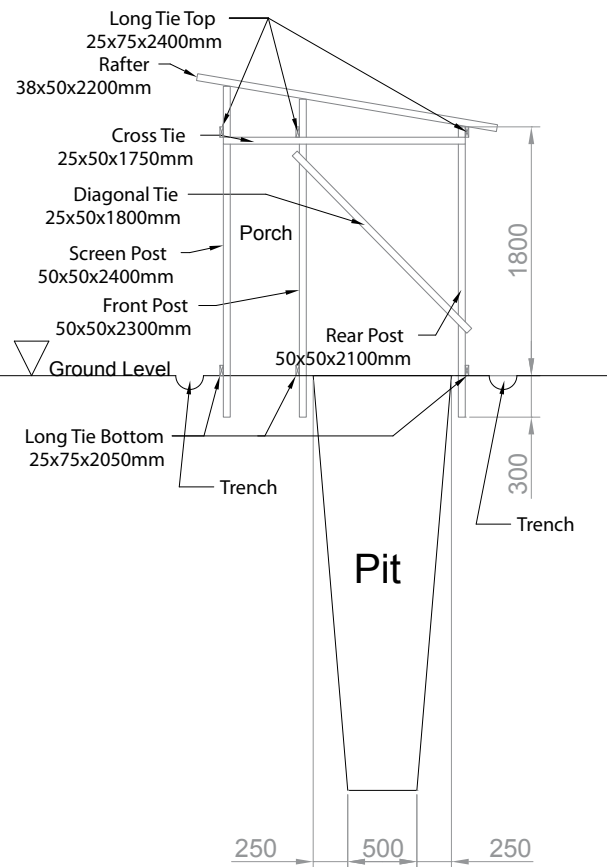 Long Tie Top
25x75x2400mm
Rafter
38x50x2200mm
Cross Tie
25x50x1750mm
Diagonal Tie
25x50x1800mm
Porch
Screen Post
50x50x2400mm
Front Post
50x50x2300mm
Rear Post
50x50x2100mm
1800
Ground Level
Long Tie Bottom
25x75x2050mm
300
Trench
Trench
Pit
250
500
250